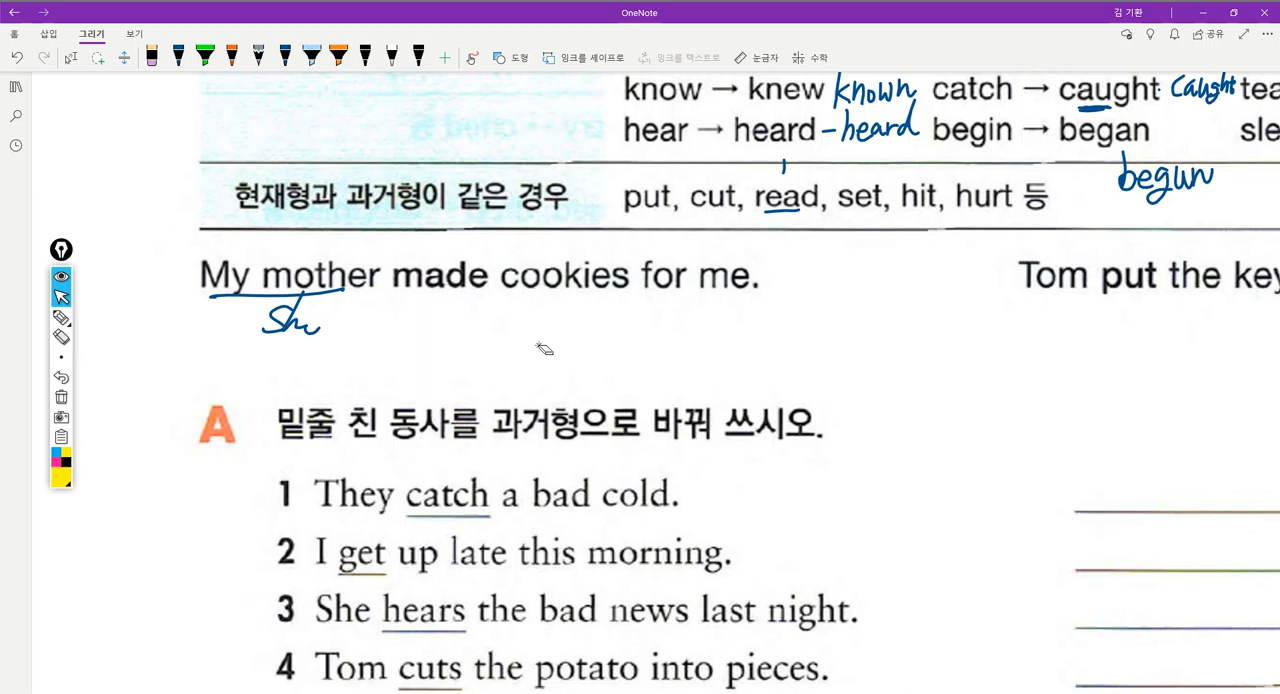 OneNote
김 기환
홈 삽입 그리기 보기
공유
도형 잉크를 셰이프로 잉크를 텍스트로 눈금자 수학
know → knew known catch → caught caught tea
hear → heard - heard begin → began sle
begun
현재형과 과거형이 같은 경우 put, cut, read, set, hit, hurt 등
My mother made cookies for me. Tom put the key
She
A 밑줄 친 동사를 과거형으로 바꿔 쓰시오.
1 They catch a bad cold.
2 I get up late this morning.
3 She hears the bad news last night.
4 Tom cuts the potato into pieces.